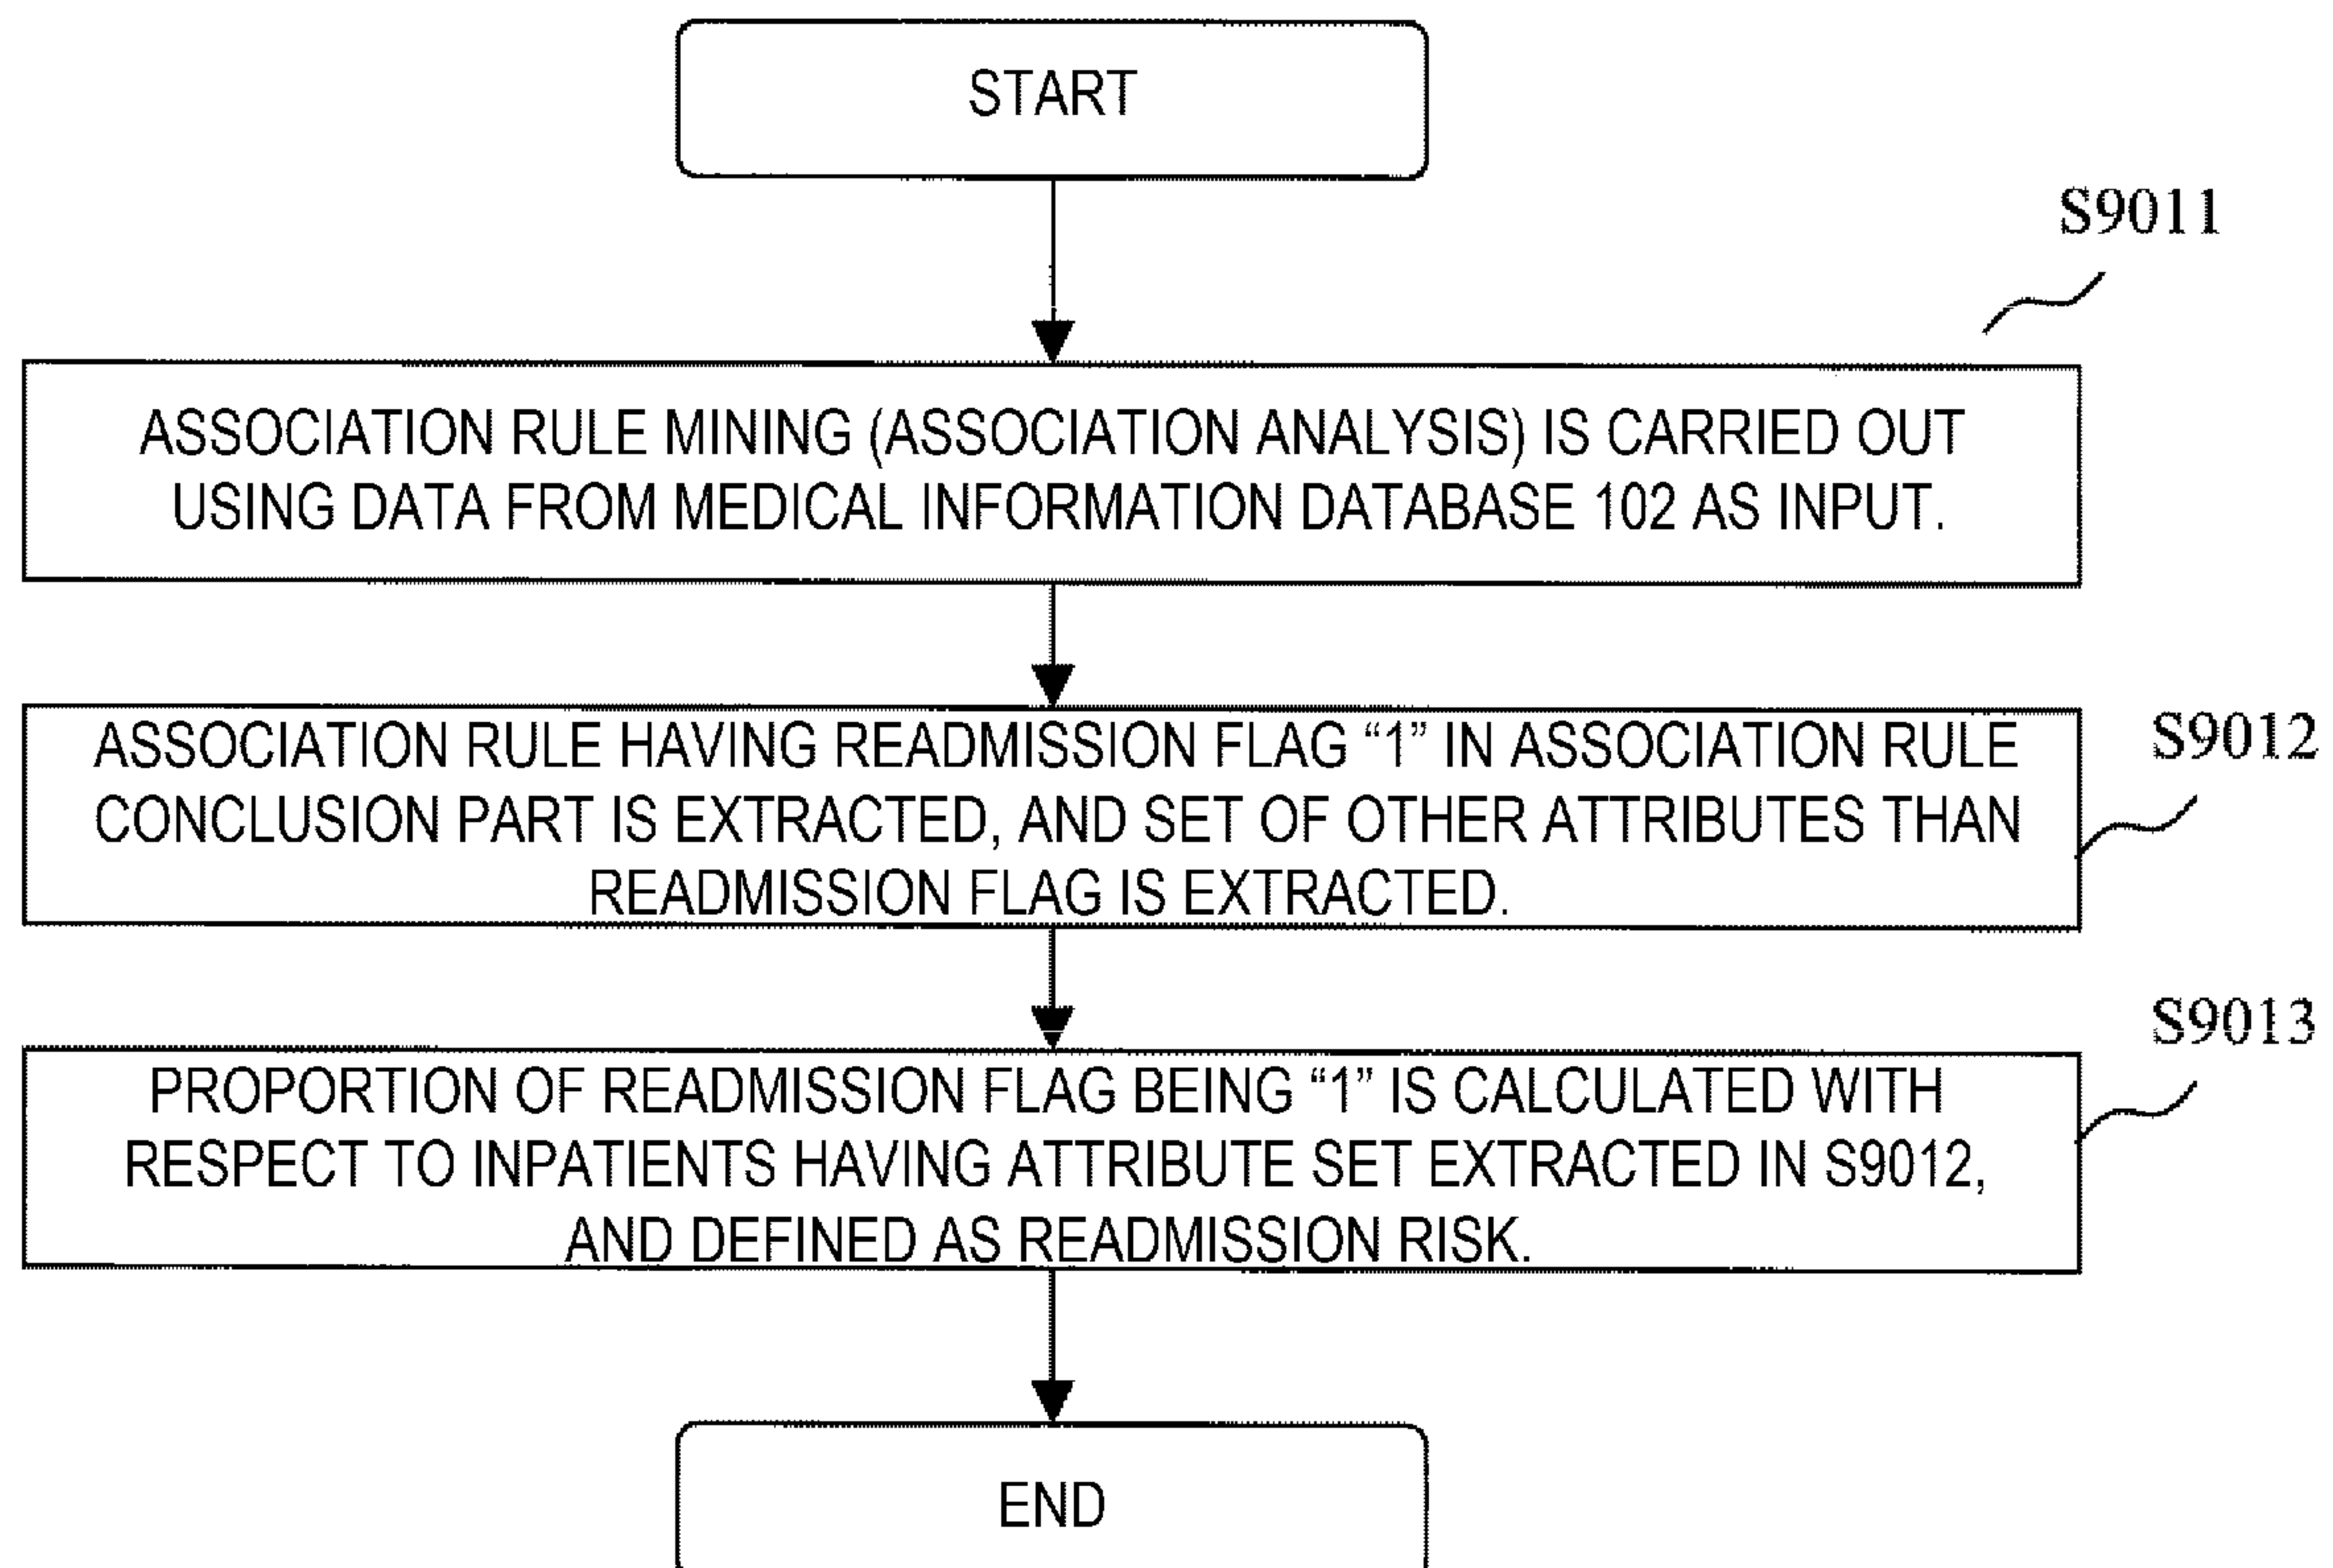 START
S9011
ASSOCIATION RULE MINING (ASSOCIATION ANALYSIS) IS CARRIED OUT
USING DATA FROM MEDICAL INFORMATION DATABASE 102 AS INPUT.
ASSOCIATION RULE HAVING READMISSION FLAG “1” IN ASSOCIATION RULE
CONCLUSION PART IS EXTRACTED, AND SET OF OTHER ATTRIBUTES THAN
READMISSION FLAG IS EXTRACTED.
S9012
PROPORTION OF READMISSION FLAG BEING “1” IS CALCULATED WITH
RESPECT TO INPATIENTS HAVING ATTRIBUTE SET EXTRACTED IN S9012,
AND DEFINED AS READMISSION RISK.
S9013
END